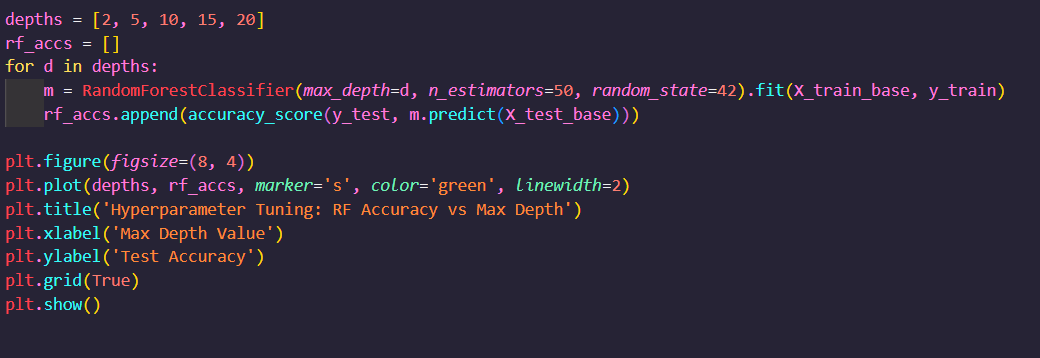 depths = [2, 5, 10, 15, 20]
rf_accs = []
for d in depths:
    m = RandomForestClassifier(max_depth=d, n_estimators=50, random_state=42).fit(X_train_base, y_train)
    rf_accs.append(accuracy_score(y_test, m.predict(X_test_base)))

plt.figure(figsize=(8, 4))
plt.plot(depths, rf_accs, marker='s', color='green', linewidth=2)
plt.title('Hyperparameter Tuning: RF Accuracy vs Max Depth')
plt.xlabel('Max Depth Value')
plt.ylabel('Test Accuracy')
plt.grid(True)
plt.show()